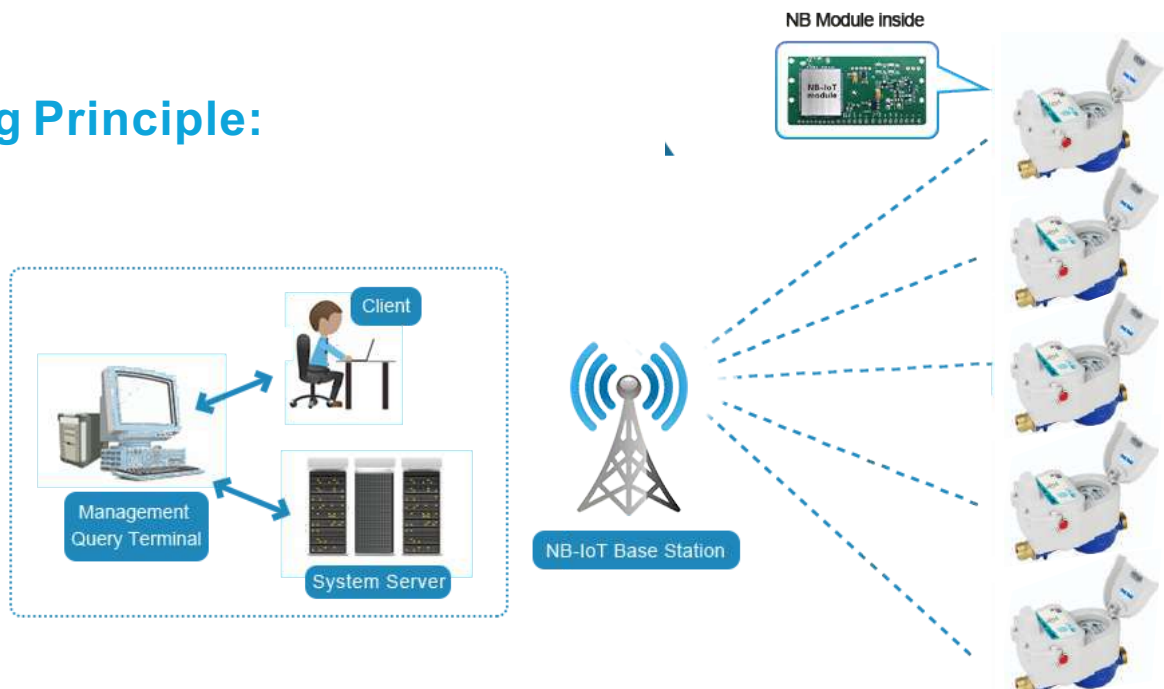 NB Module inside
NB-IoT
module
g Principle:
Client
Management
Query Terminal
System Server
NB-IoT Base Station